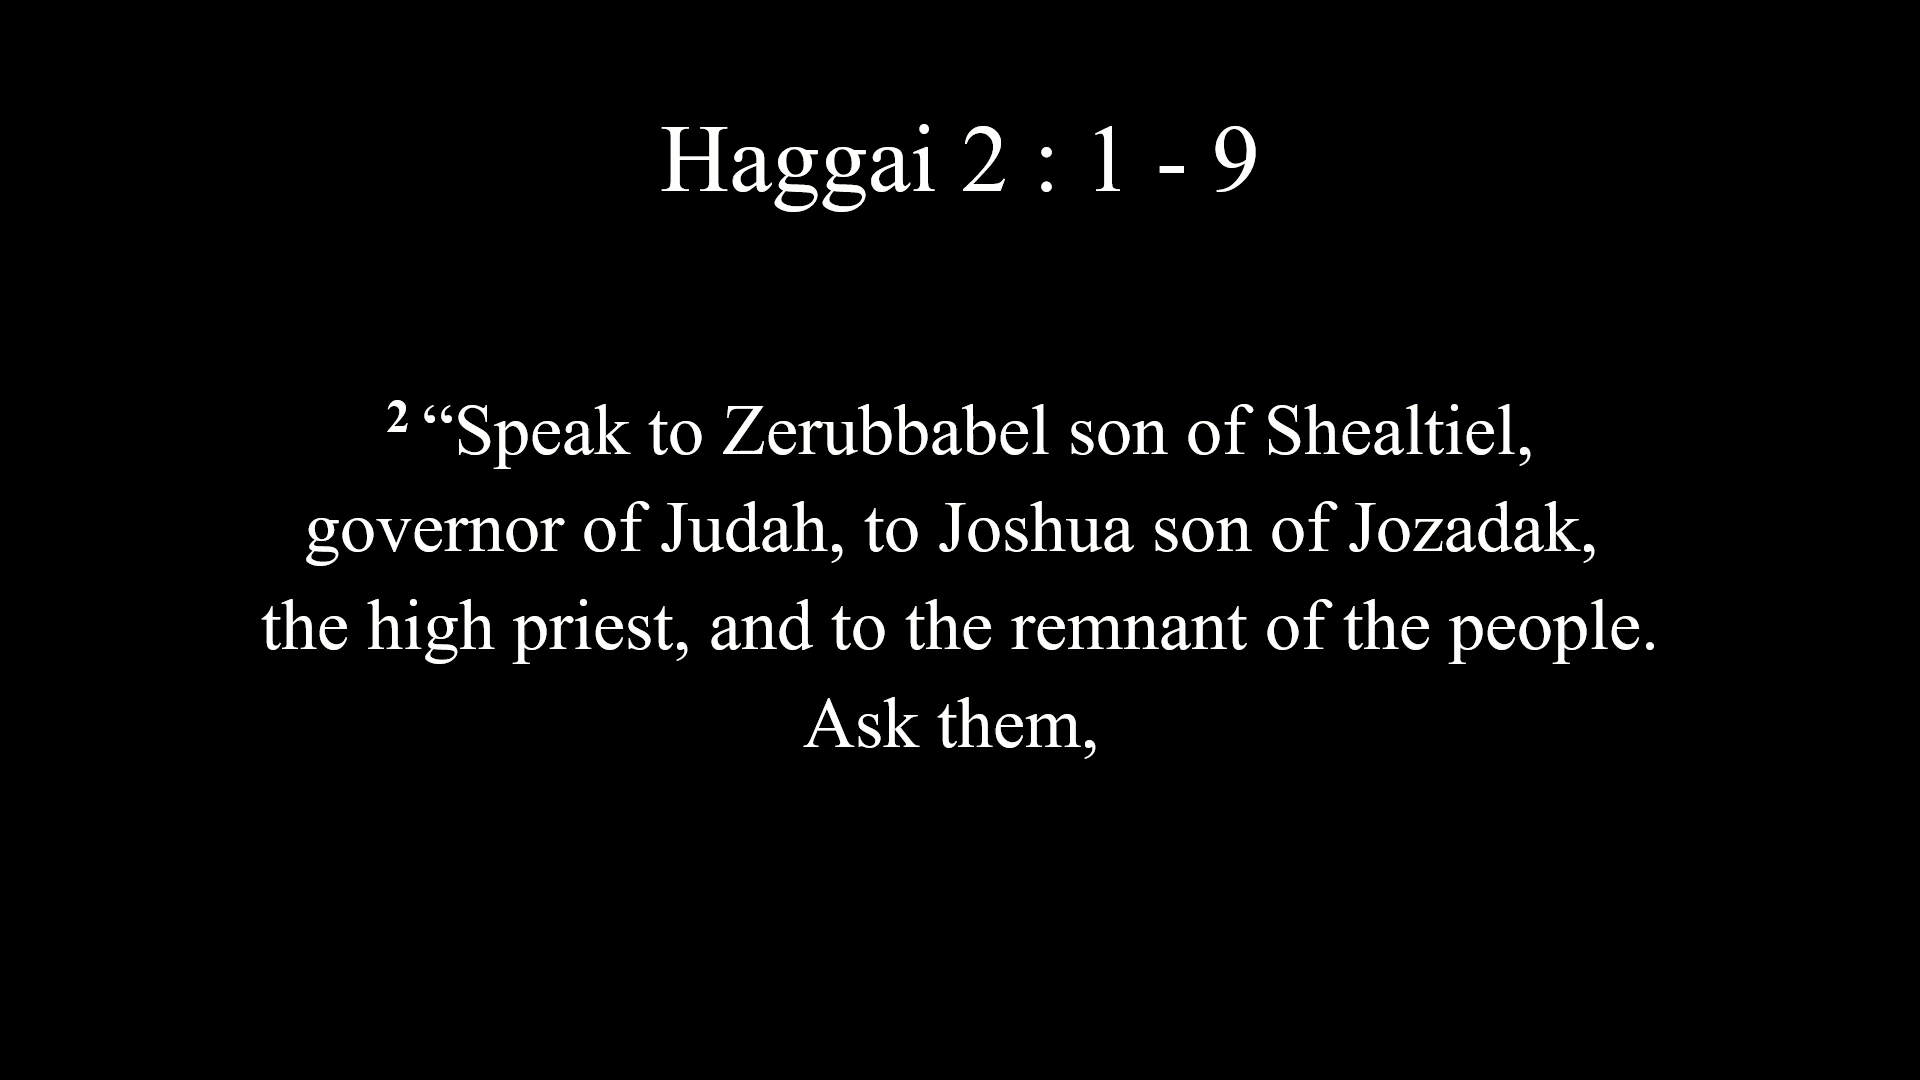 Haggai 2 : 1 - 9
2 “Speak to Zerubbabel son of Shealtiel,
governor of Judah, to Joshua son of Jozadak,
the high priest, and to the remnant of the people.
Ask them,